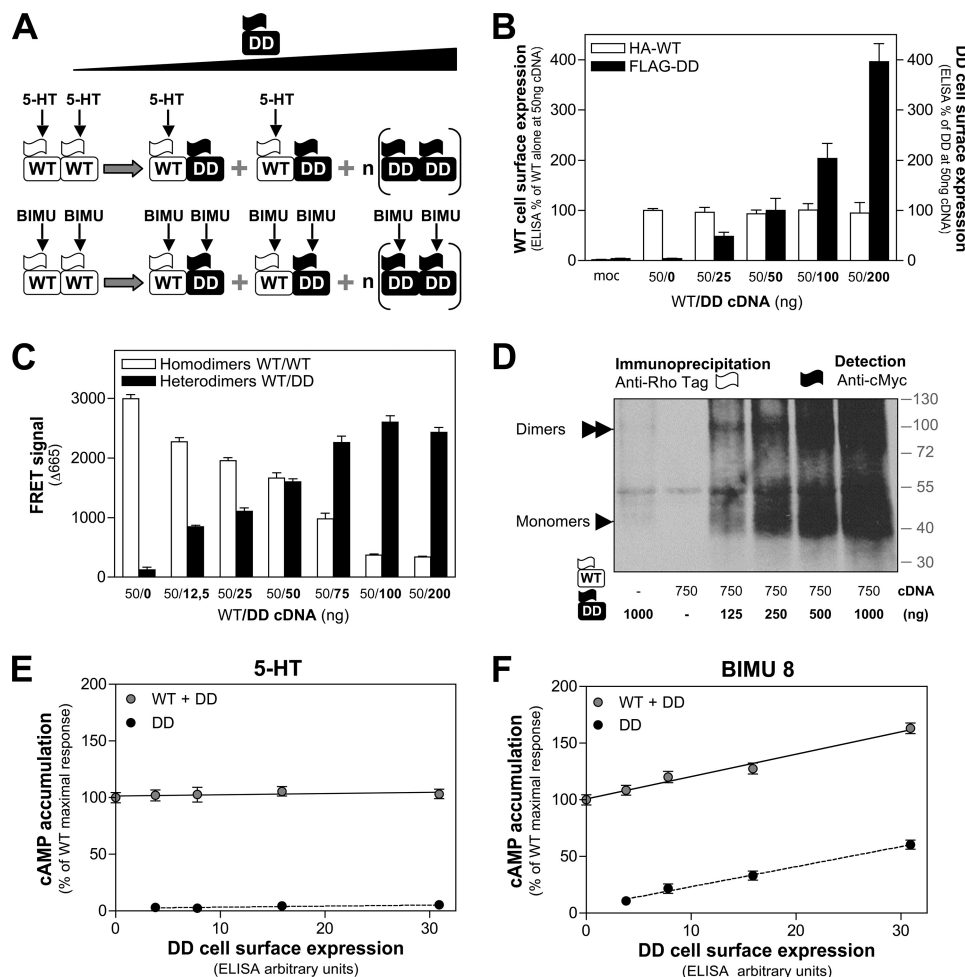 A
DD
5-HT 5-HT 5-HT 5-HT
WT WT WT DD + WT DD + n DD DD
BIMU BIMU BIMU BIMU BIMU BIMU BIMU BIMU
WT WT WT DD + WT DD + n DD DD
B
WT cell surface expression
(ELISA % of WT alone at 50ng cDNA)
HA-WT
FLAG-DD
400
300
200
100
0
400
300
200
100
0
DD cell surface expression
(ELISA % of DD at 50ng cDNA)
moc 50/0 50/25 50/50 50/100 50/200
WT/DD cDNA (ng)
C
Homodimers WT/WT
Heterodimers WT/DD
FRET signal
(Δ665)
3000
2000
1000
0
50/0 50/12,5 50/25 50/50 50/75 50/100 50/200
WT/DD cDNA (ng)
D
Immunoprecipitation Detection
Anti-Rho Tag Anti-cMyc
Dimers
Monomers
130
100
72
55
40
30
WT - 750 750 750 750 750 cDNA
DD 1000 - 125 250 500 1000 (ng)
E
5-HT
cAMP accumulation
(% of WT maximal response)
200
150
100
50
0
WT + DD
DD
0 10 20 30
DD cell surface expression
(ELISA arbitrary units)
F
BIMU 8
cAMP accumulation
(% of WT maximal response)
200
150
100
50
0
WT + DD
DD
0 10 20 30
DD cell surface expression
(ELISA arbitrary units)